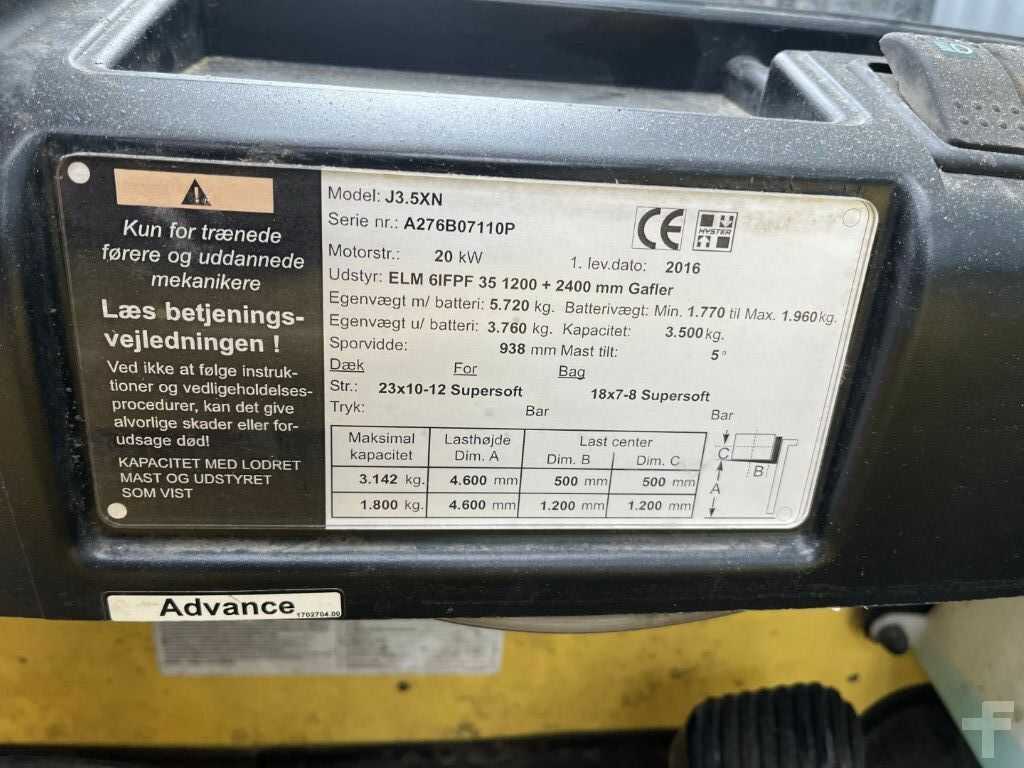 Kun for trænede
førere og uddannede
mekanikere
Læs betjenings-
vejledningen !
Ved ikke at følge instruk-
tioner og vedligeholdelses-
procedurer, kan det give
alvorlige skader eller for-
udsage død!
KAPACITET MED LODRET
MAST OG UDSTYRET
SOM VIST
Model: J3.5XN
Serie nr.: A276B07110P
CE HYSTER
Motorstr.: 20 kW 1. lev.dato: 2016
Udstyr: ELM 6IFPF 35 1200 + 2400 mm Gafler
Egenvægt m/ batteri: 5.720 kg. Batterivægt: Min. 1.770 til Max. 1.960 kg.
Egenvægt u/ batteri: 3.760 kg. Kapacitet: 3.500 kg.
Sporvidde: 938 mm Mast tilt: 5°
Dæk For Bag
Str.: 23x10-12 Supersoft 18x7-8 Supersoft
Tryk: Bar Bar
Maksimal kapacitet Lasthøjde Dim. A Last center Dim. B Dim. C
3.142 kg. 4.600 mm 500 mm 500 mm
1.800 kg. 4.600 mm 1.200 mm 1.200 mm
C
B
A
Advance 1702704.00